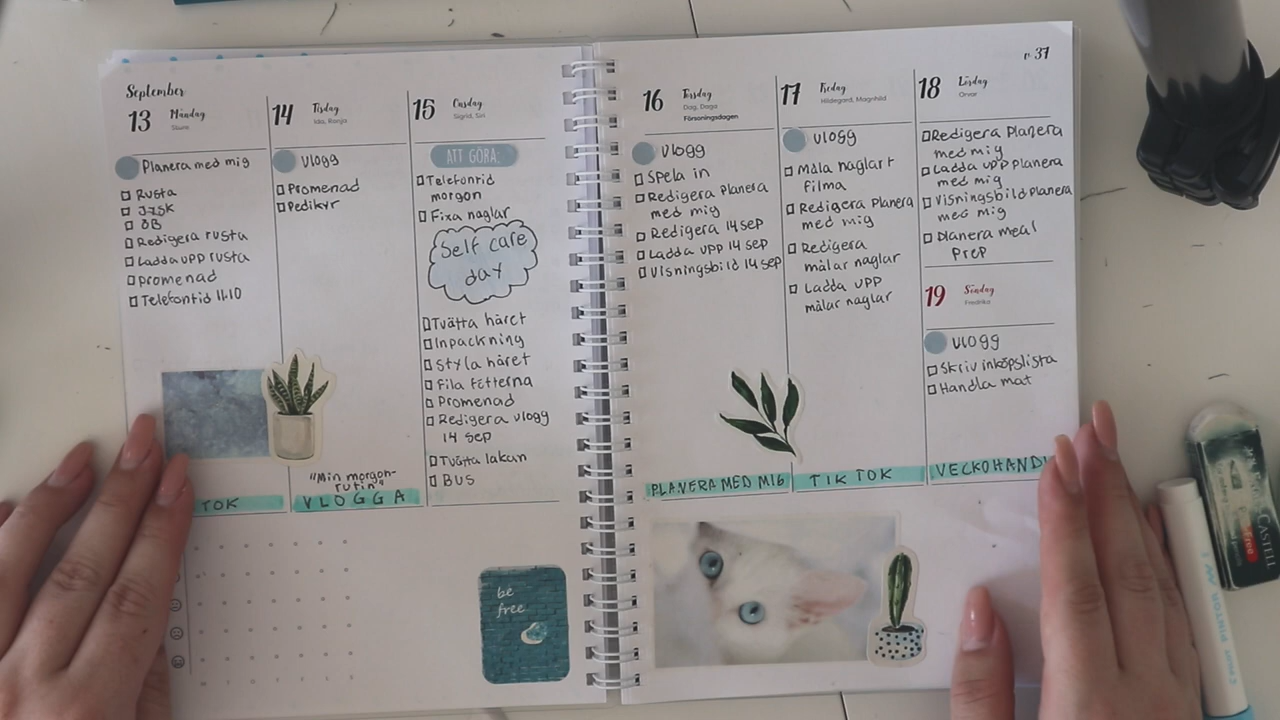 September
13 Måndag
Sture
Planera med mig
Rusta
J7SK
ÖB
Redigera rusta
Ladda upp rusta
Promenad
Telefontid 11.10
TOK
14 Tisdag
Ida, Ronja
Vlogg
Promenad
Pedikyr
"Min morgon-
rutin"
VLOGGA
15 Onsdag
Sigrid, Siri
ATT GÖRA:
Telefontid
morgon
Fixa naglar
Self care
day
Tvätta håret
Inpackning
Styla håret
Fila fötterna
Promenad
Redigera vlogg
14 sep
Tvätta lakan
BUS
be
free
v. 37
16 Torsdag
Dag, Daga
Försoningsdagen
Vlogg
Spela in
Redigera planera
med mig
Redigera 14 sep
Ladda upp 14 sep
Visningsbild 14 sep
PLANERA MED MIG
17 Fredag
Hildegard, Magnhild
Vlogg
Måla naglar +
filma
Redigera Planera
med mig
Redigera
målar naglar
Ladda upp
målar naglar
TIK TOK
18 Lördag
Orvar
Redigera Planera
med mig
Ladda upp planera
med mig
Visningsbild planera
med mig
Planera meal
Prep
19 Söndag
Fredrika
Vlogg
Skriv inköpslista
Handla mat
VECKOHANDL
CASTELL